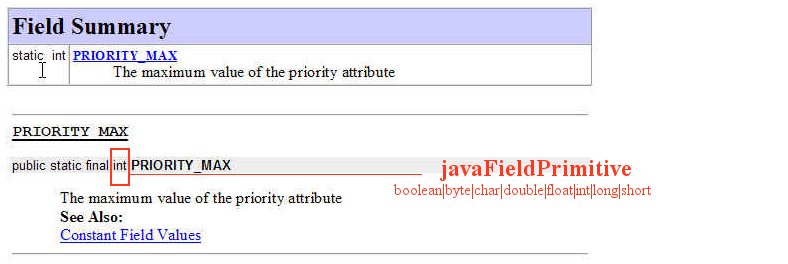 Field Summary
static int PRIORITY_MAX
The maximum value of the priority attribute
PRIORITY_MAX
public static final int PRIORITY_MAX
javaFieldPrimitive
boolean|byte|char|double|float|int|long|short
The maximum value of the priority attribute
See Also:
Constant Field Values